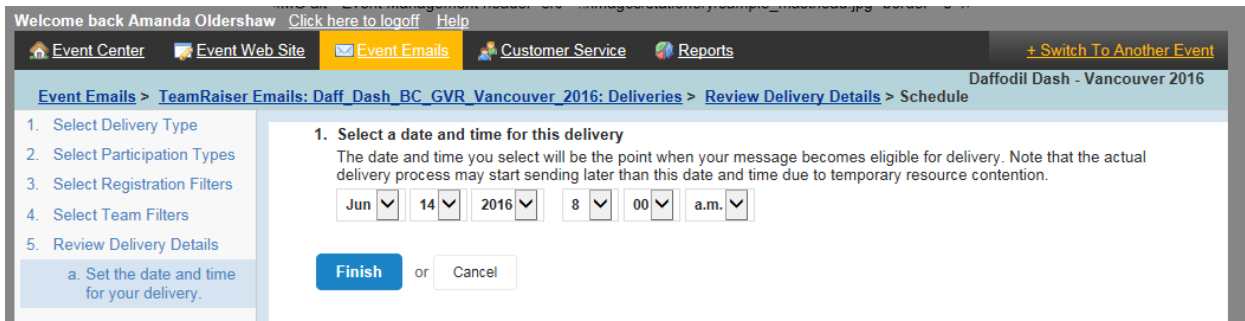 Welcome back Amanda Oldershaw Click here to logoff Help
Event Center Event Web Site Event Emails Customer Service Reports + Switch To Another Event
Daffodil Dash - Vancouver 2016
Event Emails > TeamRaiser Emails: Daff_Dash_BC_GVR_Vancouver_2016: Deliveries > Review Delivery Details > Schedule
1. Select Delivery Type
2. Select Participation Types
3. Select Registration Filters
4. Select Team Filters
5. Review Delivery Details
a. Set the date and time
for your delivery.
1. Select a date and time for this delivery
The date and time you select will be the point when your message becomes eligible for delivery. Note that the actual
delivery process may start sending later than this date and time due to temporary resource contention.
Jun 14 2016 8 00 a.m.
Finish or Cancel